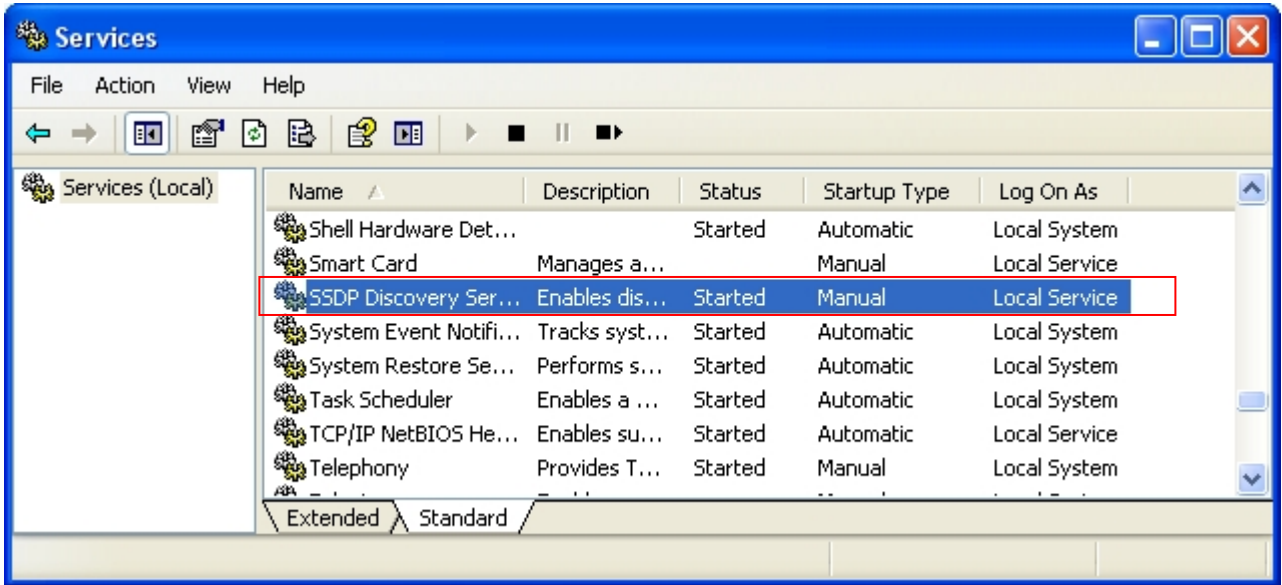 Services
File Action View Help
Services (Local)
Name Description Status Startup Type Log On As
Shell Hardware Det... Started Automatic Local System
Smart Card Manages a... Manual Local Service
SSDP Discovery Ser... Enables dis... Started Manual Local Service
System Event Notifi... Tracks syst... Started Automatic Local System
System Restore Se... Performs s... Started Automatic Local System
Task Scheduler Enables a ... Started Automatic Local System
TCP/IP NetBIOS He... Enables su... Started Automatic Local Service
Telephony Provides T... Started Manual Local System
Extended Standard